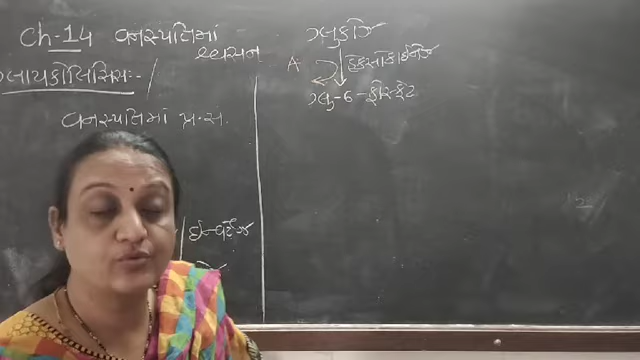 Ch-14 વનસ્પતિમાં
શ્વસન
ગ્લાયકોલિસિસ:-
વનસ્પતિમાં પ્ર.સં.
ઇન્વર્ટેઝ
ગ્લુકોઝ
A હેક્સોકાઇનેઝ
ગ્લુ-6-ફોસ્ફેટ